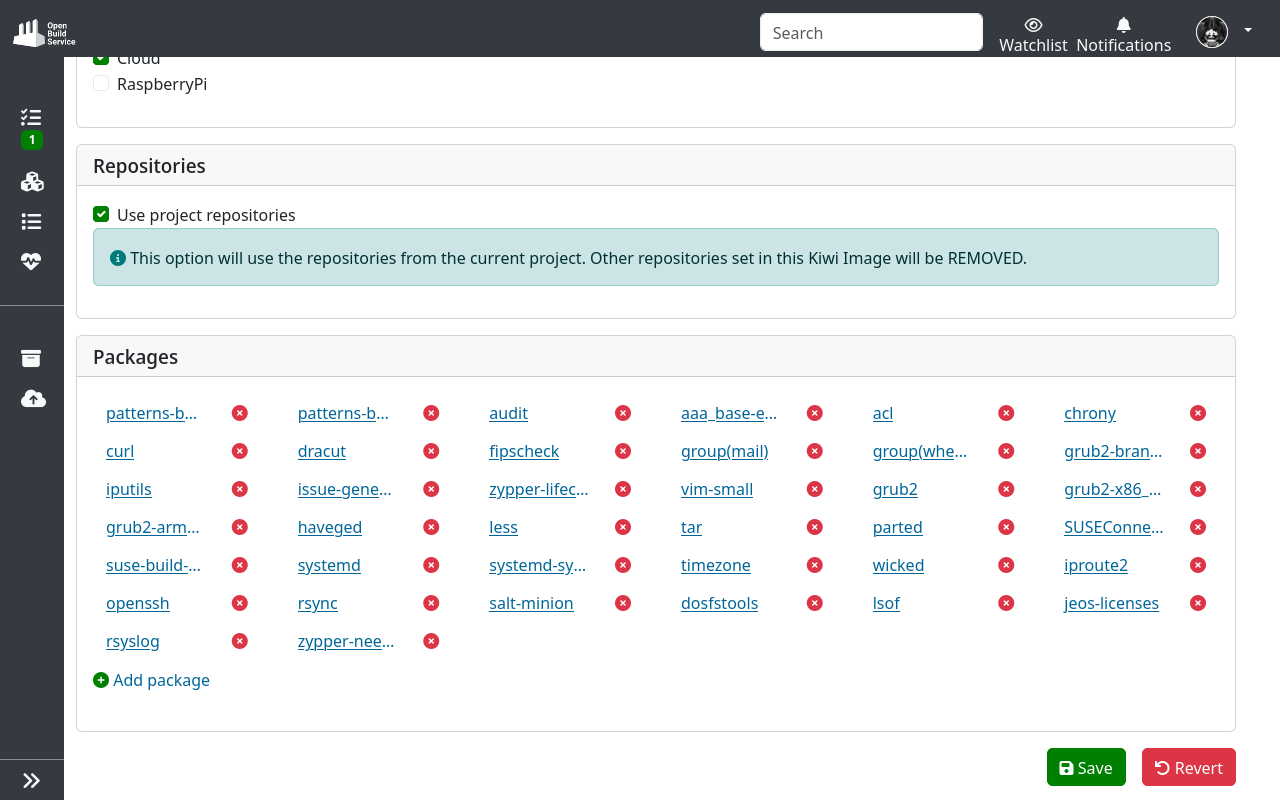 Open
Build
Service
Search
Watchlist
Notifications
Cloud
RaspberryPi
1
Repositories
Use project repositories
This option will use the repositories from the current project. Other repositories set in this Kiwi Image will be REMOVED.
Packages
patterns-b... patterns-b... audit aaa_base-e... acl chrony
curl dracut fipscheck group(mail) group(whe... grub2-bran...
iputils issue-gene... zypper-lifec... vim-small grub2 grub2-x86_...
grub2-arm... haveged less tar parted SUSEConne...
suse-build-... systemd systemd-sy... timezone wicked iproute2
openssh rsync salt-minion dosfstools lsof jeos-licenses
rsyslog zypper-nee...
Add package
Save Revert